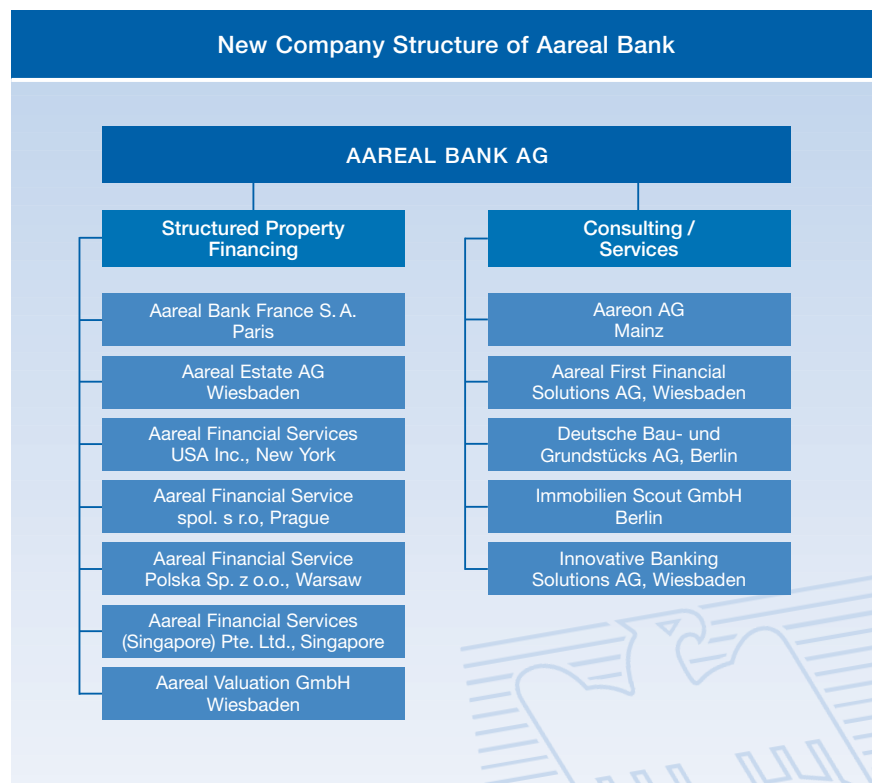 New Company Structure of Aareal Bank
AAREAL BANK AG
Structured Property
Financing
Aareal Bank France S. A.
Paris
Aareal Estate AG
Wiesbaden
Aareal Financial Services
USA Inc., New York
Aareal Financial Service
spol. s r.o, Prague
Aareal Financial Service
Polska Sp. z o.o., Warsaw
Aareal Financial Services
(Singapore) Pte. Ltd., Singapore
Aareal Valuation GmbH
Wiesbaden
Consulting /
Services
Aareon AG
Mainz
Aareal First Financial
Solutions AG, Wiesbaden
Deutsche Bau- und
Grundstücks AG, Berlin
Immobilien Scout GmbH
Berlin
Innovative Banking
Solutions AG, Wiesbaden